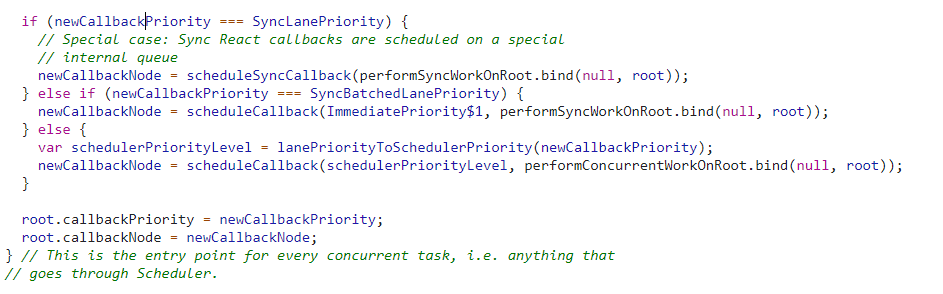 if (newCallbackPriority === SyncLanePriority) {
// Special case: Sync React callbacks are scheduled on a special
// internal queue
newCallbackNode = scheduleSyncCallback(performSyncWorkOnRoot.bind(null, root));
} else if (newCallbackPriority === SyncBatchedLanePriority) {
newCallbackNode = scheduleCallback(ImmediatePriority$1, performSyncWorkOnRoot.bind(null, root));
} else {
var schedulerPriorityLevel = lanePriorityToSchedulerPriority(newCallbackPriority);
newCallbackNode = scheduleCallback(schedulerPriorityLevel, performConcurrentWorkOnRoot.bind(null, root));
}
root.callbackPriority = newCallbackPriority;
root.callbackNode = newCallbackNode;
} // This is the entry point for every concurrent task, i.e. anything that
// goes through Scheduler.